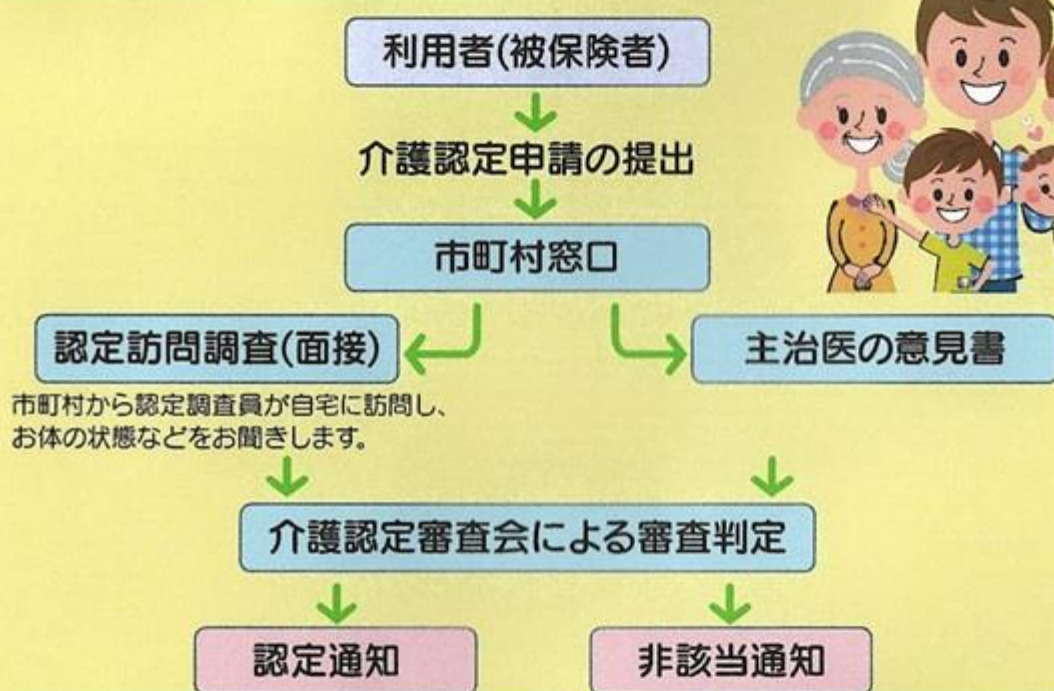 利用者(被保険者)
介護認定申請の提出
市町村窓口
認定訪問調査(面接)
主治医の意見書
市町村から認定調査員が自宅に訪問し、
お体の状態などをお聞きします。
介護認定審査会による審査判定
認定通知
非該当通知